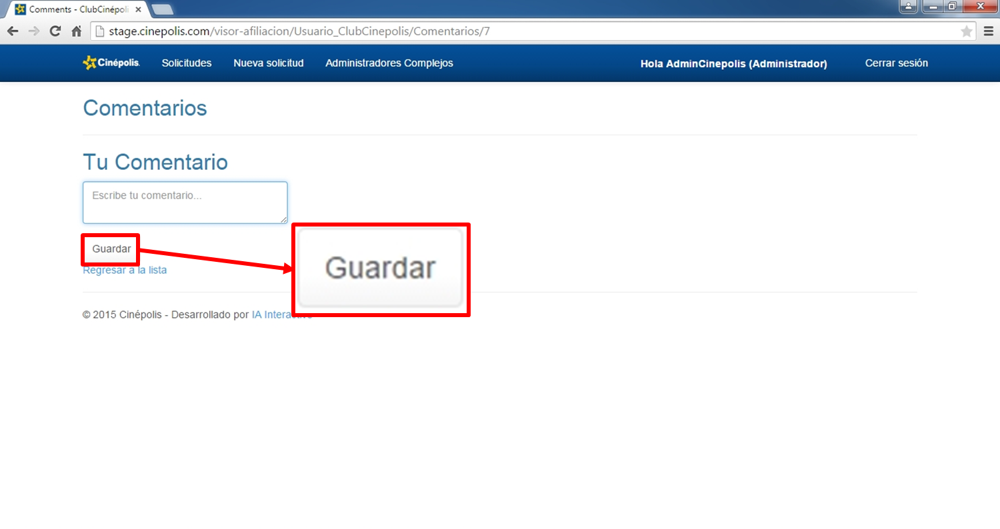 Comments - ClubCinépoli
stage.cinepolis.com/visor-afiliacion/Usuario_ClubCinepolis/Comentarios/7
Cinépolis. Solicitudes Nueva solicitud Administradores Complejos Hola AdminCinepolis (Administrador) Cerrar sesión
Comentarios
Tu Comentario
Escribe tu comentario...
Guardar
Guardar
Regresar a la lista
© 2015 Cinépolis - Desarrollado por IA Interactive